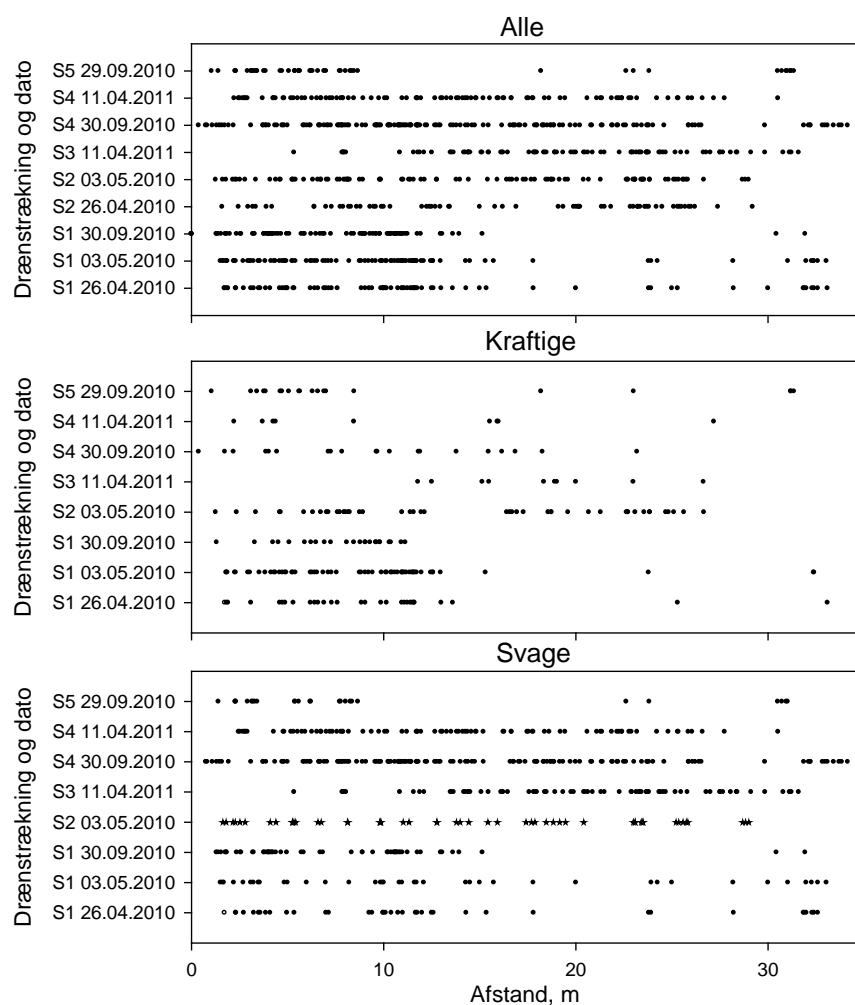 Alle
Drænstrækning og dato
S5 29.09.2010
S4 11.04.2011
S4 30.09.2010
S3 11.04.2011
S2 03.05.2010
S2 26.04.2010
S1 30.09.2010
S1 03.05.2010
S1 26.04.2010
0 10 20 30
Kraftige
Drænstrækning og dato
S5 29.09.2010
S4 11.04.2011
S4 30.09.2010
S3 11.04.2011
S2 03.05.2010
S1 30.09.2010
S1 03.05.2010
S1 26.04.2010
Svage
Drænstrækning og dato
S5 29.09.2010
S4 11.04.2011
S4 30.09.2010
S3 11.04.2011
S2 03.05.2010
S1 30.09.2010
S1 03.05.2010
S1 26.04.2010
0 10 20 30
Afstand, m